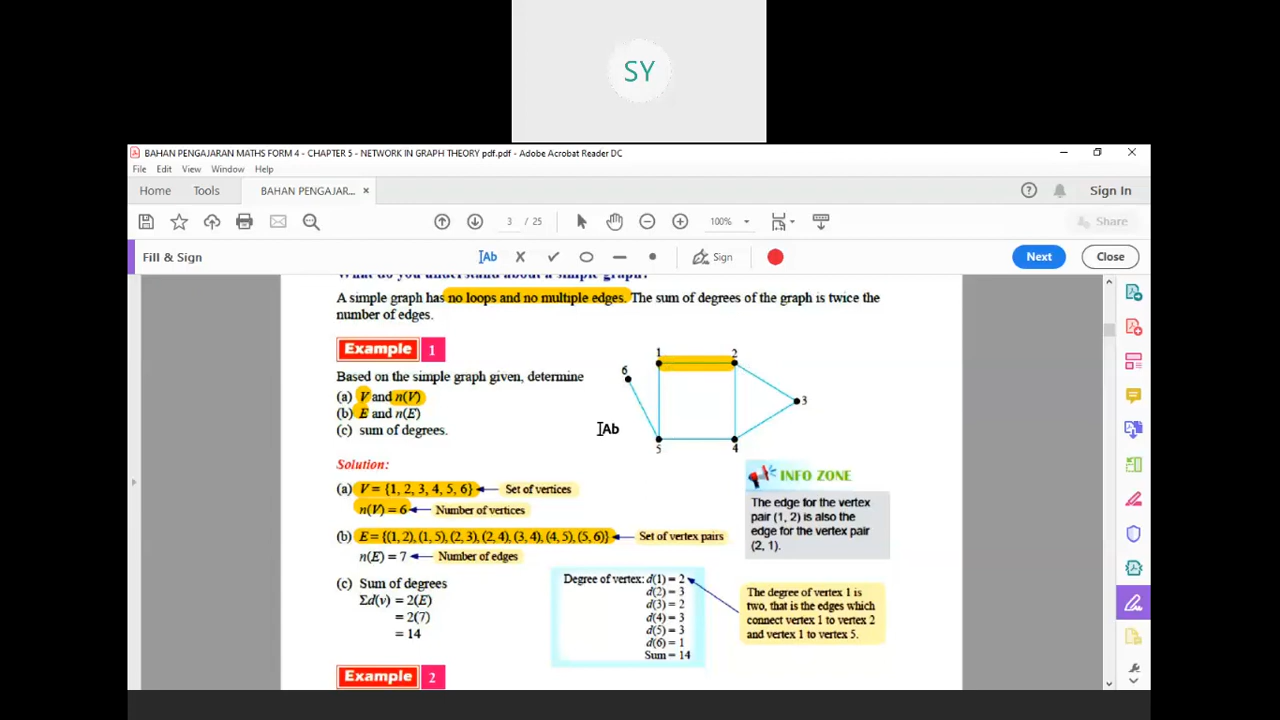 SY
BAHAN PENGAJARAN MATHS FORM 4 - CHAPTER 5 - NETWORK IN GRAPH THEORY pdf.pdf - Adobe Acrobat Reader DC
File Edit View Window Help
Home Tools BAHAN PENGAJAR... × Sign In
3 / 25 100% Share
Fill & Sign Ab Sign Next Close
What do you understand about a simple graph?
A simple graph has no loops and no multiple edges. The sum of degrees of the graph is twice the
number of edges.
Example 1
Based on the simple graph given, determine
(a) V and n(V)
(b) E and n(E)
(c) sum of degrees.
1 2
6
3
5 4
Ab
Solution:
(a) V = {1, 2, 3, 4, 5, 6} Set of vertices
n(V) = 6 Number of vertices
(b) E = {(1, 2), (1, 5), (2, 3), (2, 4), (3, 4), (4, 5), (5, 6)} Set of vertex pairs
n(E) = 7 Number of edges
INFO ZONE
The edge for the vertex
pair (1, 2) is also the
edge for the vertex pair
(2, 1).
(c) Sum of degrees
Σd(v) = 2(E)
= 2(7)
= 14
Degree of vertex: d(1) = 2
d(2) = 3
d(3) = 2
d(4) = 3
d(5) = 3
d(6) = 1
Sum = 14
The degree of vertex 1 is
two, that is the edges which
connect vertex 1 to vertex 2
and vertex 1 to vertex 5.
Example 2